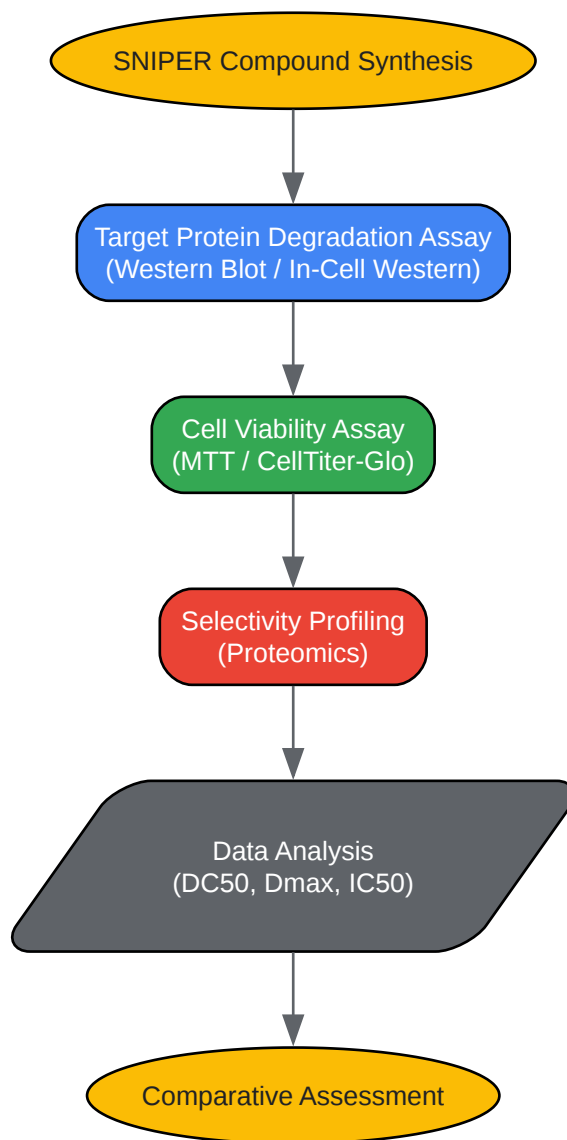 SNIPER Compound Synthesis
Target Protein Degradation Assay
(Western Blot / In-Cell Western)
Cell Viability Assay
(MTT / CellTiter-Glo)
Selectivity Profiling
(Proteomics)
Data Analysis
(DC50, Dmax, IC50)
Comparative Assessment